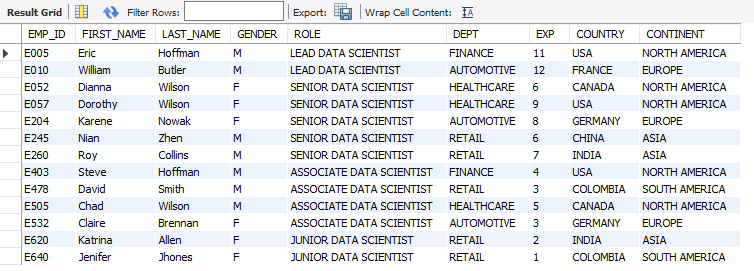 Result Grid Filter Rows: Export: Wrap Cell Content: IA
EMP_ID FIRST_NAME LAST_NAME GENDER ROLE DEPT EXP COUNTRY CONTINENT
E005 Eric Hoffman M LEAD DATA SCIENTIST FINANCE 11 USA NORTH AMERICA
E010 William Butler M LEAD DATA SCIENTIST AUTOMOTIVE 12 FRANCE EUROPE
E052 Dianna Wilson F SENIOR DATA SCIENTIST HEALTHCARE 6 CANADA NORTH AMERICA
E057 Dorothy Wilson F SENIOR DATA SCIENTIST HEALTHCARE 9 USA NORTH AMERICA
E204 Karene Nowak F SENIOR DATA SCIENTIST AUTOMOTIVE 8 GERMANY EUROPE
E245 Nian Zhen M SENIOR DATA SCIENTIST RETAIL 6 CHINA ASIA
E260 Roy Collins M SENIOR DATA SCIENTIST RETAIL 7 INDIA ASIA
E403 Steve Hoffman M ASSOCIATE DATA SCIENTIST FINANCE 4 USA NORTH AMERICA
E478 David Smith M ASSOCIATE DATA SCIENTIST RETAIL 3 COLOMBIA SOUTH AMERICA
E505 Chad Wilson M ASSOCIATE DATA SCIENTIST HEALTHCARE 5 CANADA NORTH AMERICA
E532 Claire Brennan F ASSOCIATE DATA SCIENTIST AUTOMOTIVE 3 GERMANY EUROPE
E620 Katrina Allen F JUNIOR DATA SCIENTIST RETAIL 2 INDIA ASIA
E640 Jenifer Jhones F JUNIOR DATA SCIENTIST RETAIL 1 COLOMBIA SOUTH AMERICA